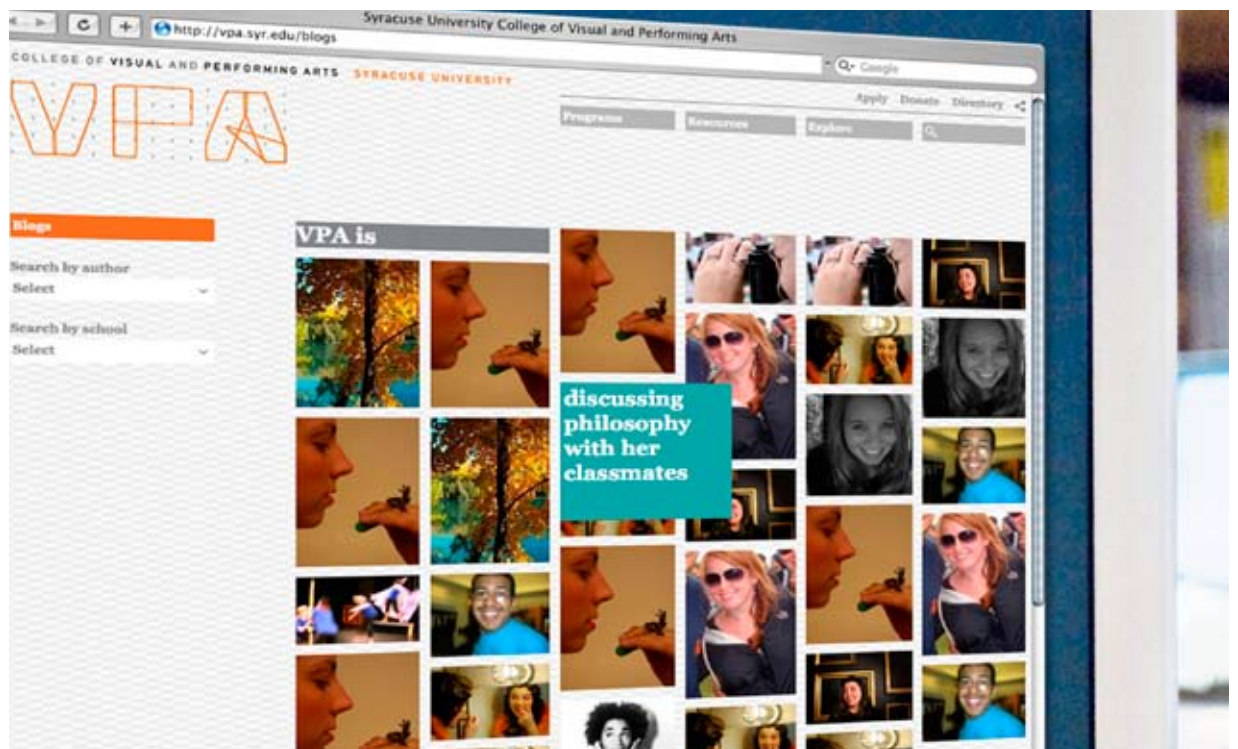 Syracuse University College of Visual and Performing Arts
http://vpa.syr.edu/blogs
Google
COLLEGE OF VISUAL AND PERFORMING ARTS SYRACUSE UNIVERSITY
VPA
Apply Donate Directory
Programs Resources Explore
Blogs
Search by author
Select
Search by school
Select
VPA is
discussing
philosophy
with her
classmates